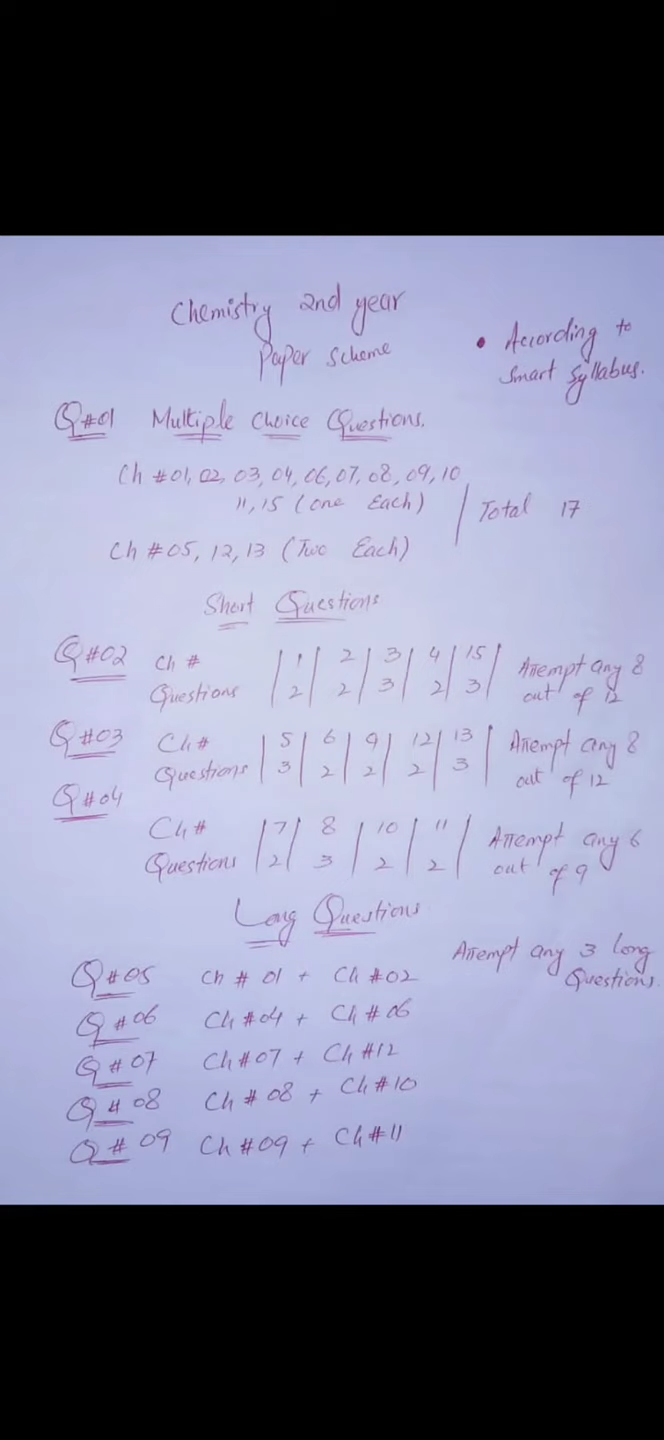 Chemistry 2nd year
Paper Scheme
• According to
Smart Syllabus.
Q#01 Multiple Choice Questions.
Ch #01, 02, 03, 04, 06, 07, 08, 09, 10
11, 15 (one Each)
Total 17
Ch #05, 12, 13 (Two Each)
Short Questions
Q#02 Ch # | 1 | 2 | 3 | 4 | 15 | Attempt any 8
Questions | 2 | 2 | 3 | 2 | 3 | out of 12
Q#03 Ch# | 5 | 6 | 9 | 12 | 13 | Attempt any 8
Questions | 3 | 2 | 2 | 2 | 3 | out of 12
Q#04
Ch# | 7 | 8 | 10 | 11 | Attempt any 6
Questions | 2 | 3 | 2 | 2 | out of 9
Long Questions
Attempt any 3 long
Questions.
Q#05 Ch # 01 + Ch #02
Q#06 Ch#04 + Ch #06
Q#07 Ch#07 + Ch#12
Q#08 Ch # 08 + Ch#10
Q#09 Ch #09 + Ch#11